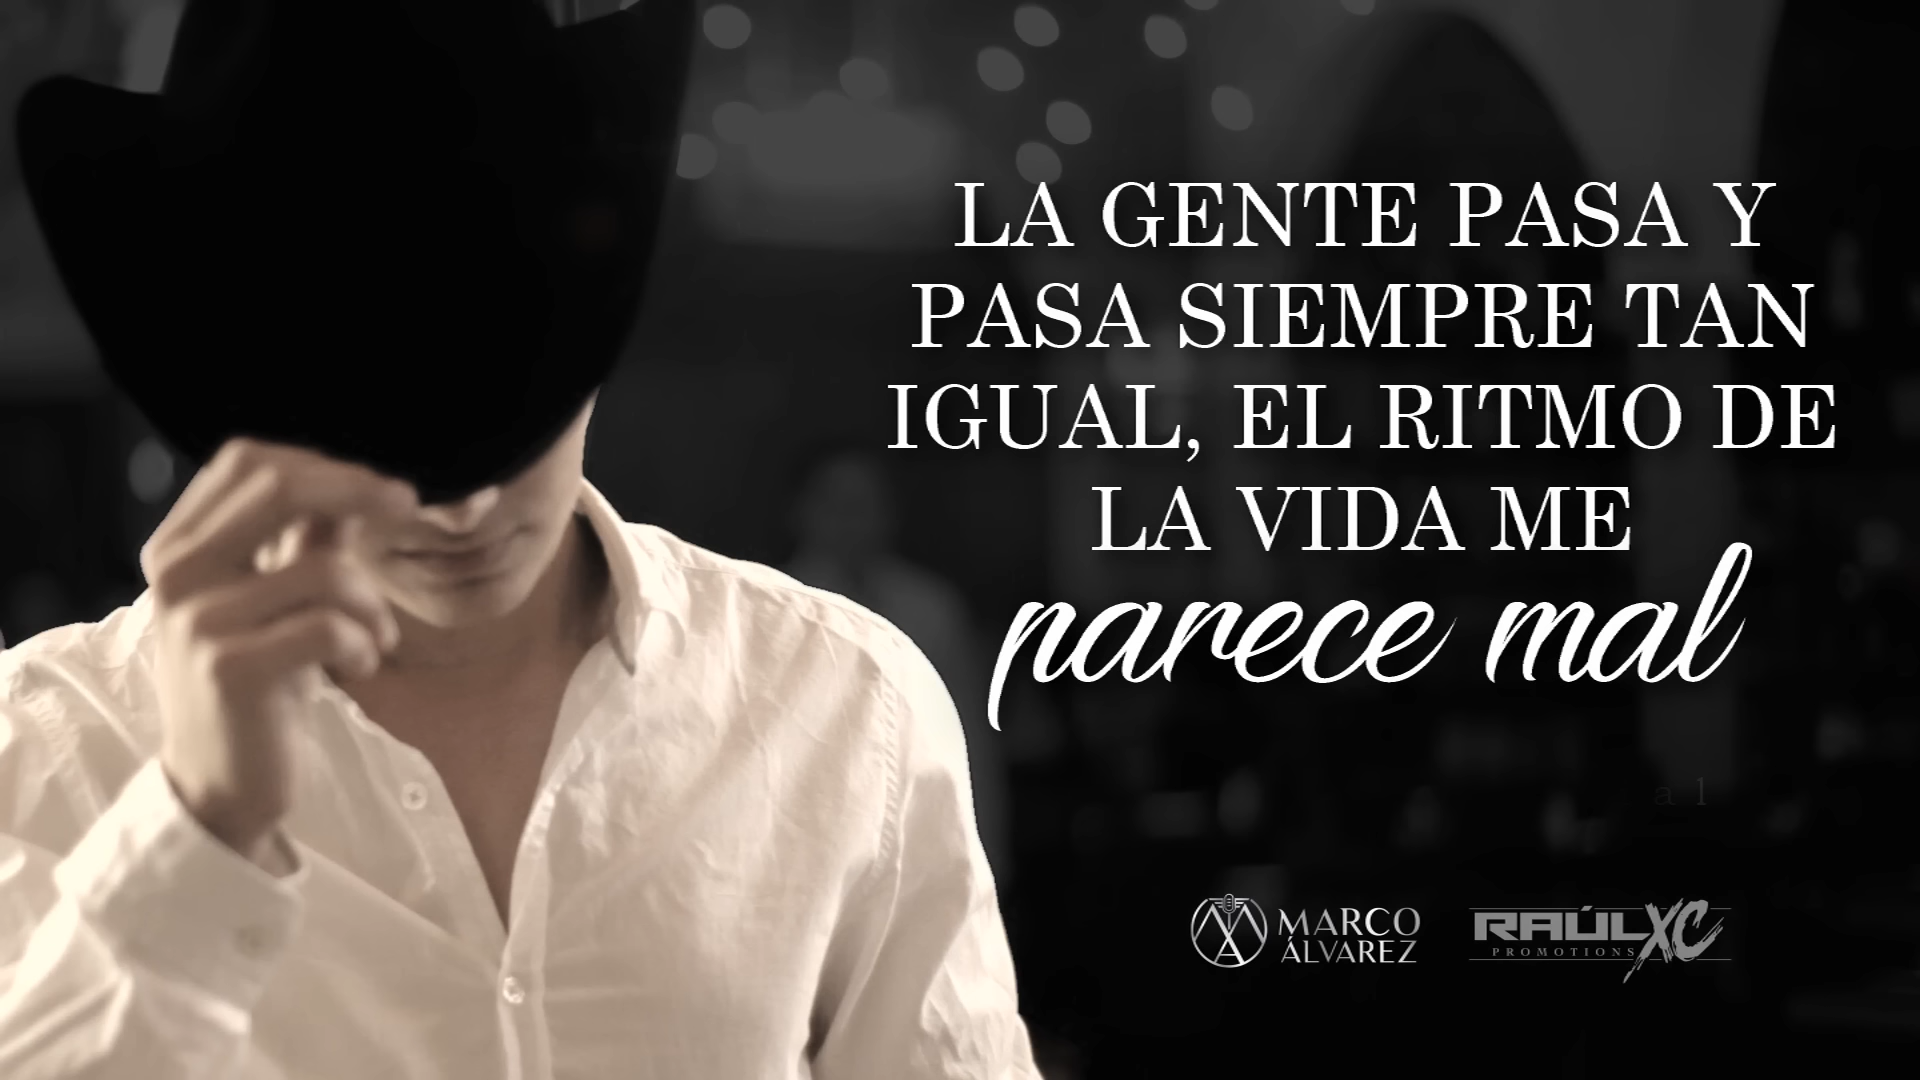 LA GENTE PASA Y
PASA SIEMPRE TAN
IGUAL, EL RITMO DE
LA VIDA ME
parece mal
a l
MARCO
ÁLVAREZ
RAÚL XC
PROMOTIONS